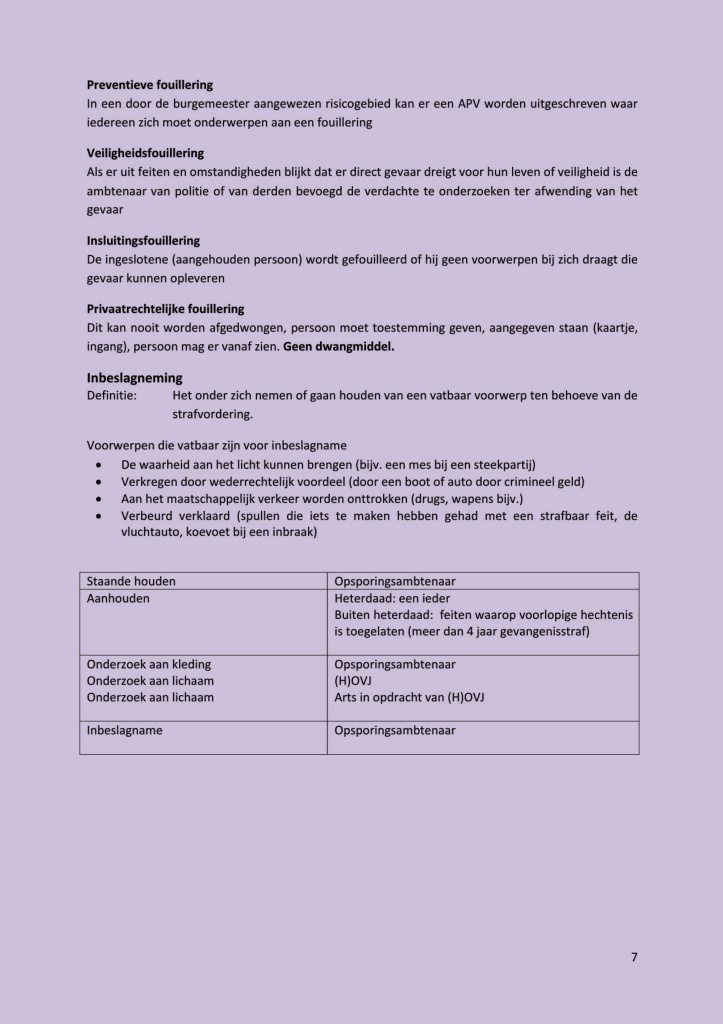 Preventieve fouillering
In een door de burgemeester aangewezen risicogebied kan er een APV worden uitgeschreven waar
iedereen zich moet onderwerpen aan een fouillering
Veiligheidsfouillering
Als er uit feiten en omstandigheden blijkt dat er direct gevaar dreigt voor hun leven of veiligheid is de
ambtenaar van politie of van derden bevoegd de verdachte te onderzoeken ter afwending van het
gevaar
Insluitingsfouillering
De ingeslotene (aangehouden persoon) wordt gefouilleerd of hij geen voorwerpen bij zich draagt die
gevaar kunnen opleveren
Privaatrechtelijke fouillering
Dit kan nooit worden afgedwongen, persoon moet toestemming geven, aangegeven staan (kaartje,
ingang), persoon mag er vanaf zien. Geen dwangmiddel.
Inbeslagneming
Definitie: Het onder zich nemen of gaan houden van een vatbaar voorwerp ten behoeve van de
strafvordering.
Voorwerpen die vatbaar zijn voor inbeslagname
• De waarheid aan het licht kunnen brengen (bijv. een mes bij een steekpartij)
• Verkregen door wederrechtelijk voordeel (door een boot of auto door crimineel geld)
• Aan het maatschappelijk verkeer worden onttrokken (drugs, wapens bijv.)
• Verbeurd verklaard (spullen die iets te maken hebben gehad met een strafbaar feit, de
vluchtauto, koevoet bij een inbraak)
Staande houden Opsporingsambtenaar
Aanhouden Heterdaad: een ieder
Buiten heterdaad: feiten waarop voorlopige hechtenis
is toegelaten (meer dan 4 jaar gevangenisstraf)
Onderzoek aan kleding Opsporingsambtenaar
Onderzoek aan lichaam (H)OVJ
Onderzoek aan lichaam Arts in opdracht van (H)OVJ
Inbeslagname Opsporingsambtenaar
7